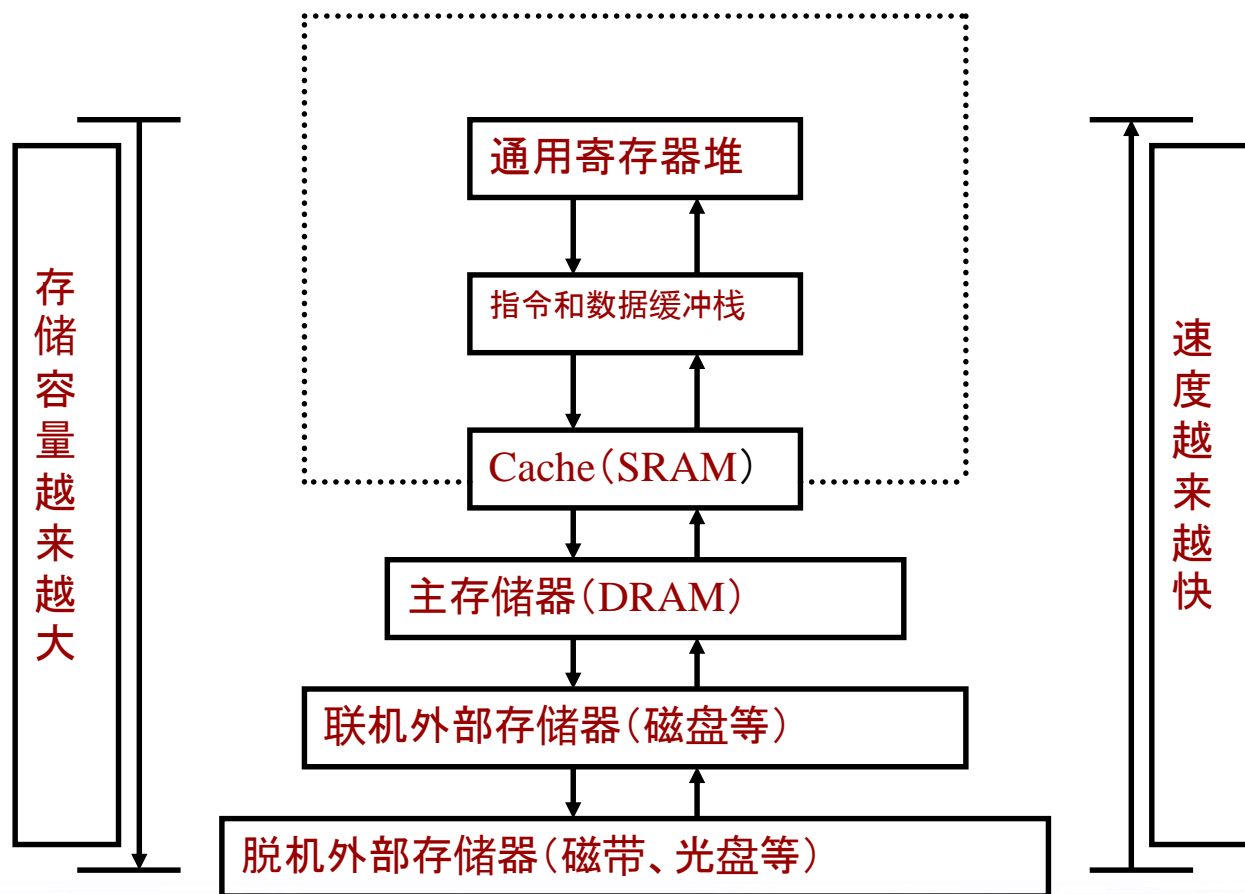 通用寄存器堆
指令和数据缓冲栈
Cache(SRAM)
主存储器(DRAM)
联机外部存储器(磁盘等)
脱机外部存储器(磁带、光盘等)
存储容量越来越大
速度越来越快